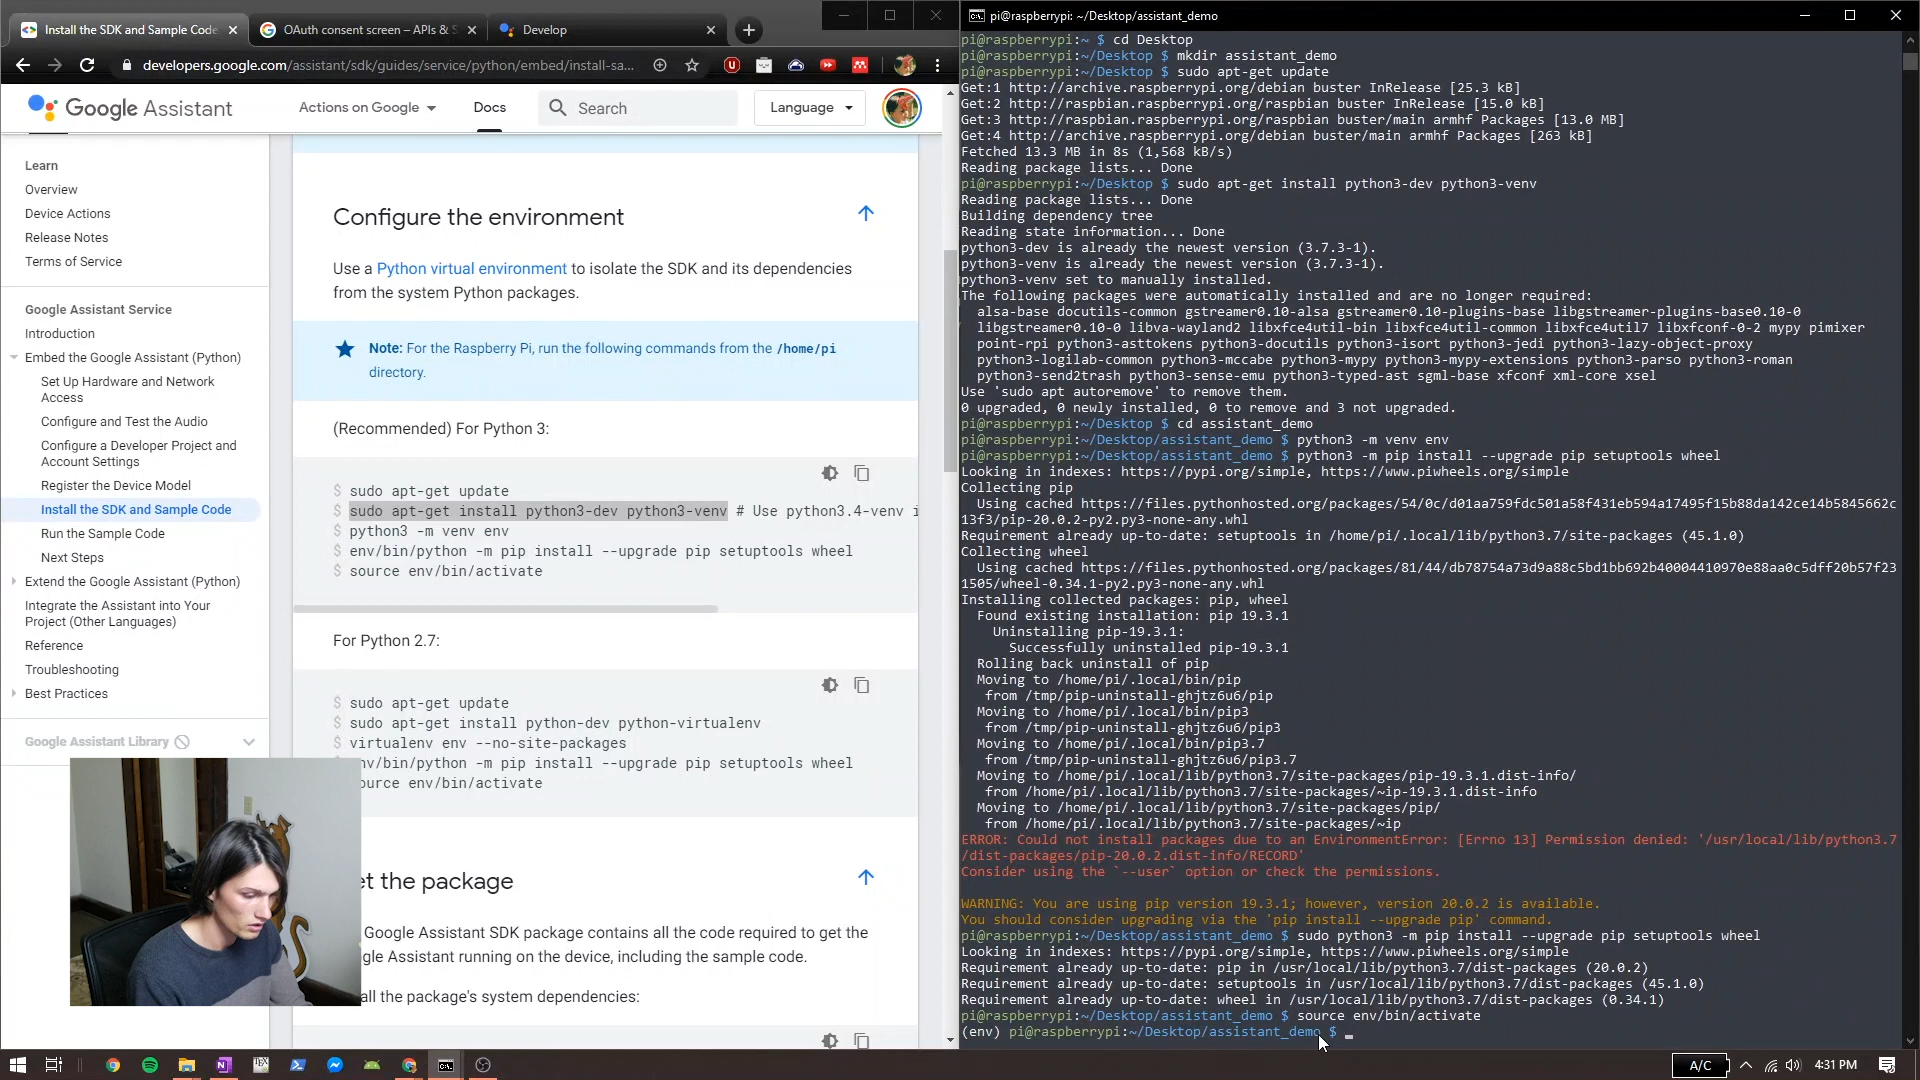 Install the SDK and Sample Code
OAuth consent screen – APIs & S
Develop
developers.google.com/assistant/sdk/guides/service/python/embed/install-sa...
Google Assistant
Actions on Google
Docs
Search
Language
Learn
Overview
Device Actions
Release Notes
Terms of Service
Google Assistant Service
Introduction
Embed the Google Assistant (Python)
Set Up Hardware and Network
Access
Configure and Test the Audio
Configure a Developer Project and
Account Settings
Register the Device Model
Install the SDK and Sample Code
Run the Sample Code
Next Steps
Extend the Google Assistant (Python)
Integrate the Assistant into Your
Project (Other Languages)
Reference
Troubleshooting
Best Practices
Google Assistant Library
Configure the environment
Use a Python virtual environment to isolate the SDK and its dependencies
from the system Python packages.
Note: For the Raspberry Pi, run the following commands from the /home/pi
directory.
(Recommended) For Python 3:
$ sudo apt-get update
$ sudo apt-get install python3-dev python3-venv # Use python3.4-venv i
$ python3 -m venv env
$ env/bin/python -m pip install --upgrade pip setuptools wheel
$ source env/bin/activate
For Python 2.7:
$ sudo apt-get update
$ sudo apt-get install python-dev python-virtualenv
$ virtualenv env --no-site-packages
nv/bin/python -m pip install --upgrade pip setuptools wheel
ource env/bin/activate
et the package
Google Assistant SDK package contains all the code required to get the
gle Assistant running on the device, including the sample code.
all the package's system dependencies:
pi@raspberrypi: ~/Desktop/assistant_demo
pi@raspberrypi:~ $ cd Desktop
pi@raspberrypi:~/Desktop $ mkdir assistant_demo
pi@raspberrypi:~/Desktop $ sudo apt-get update
Get:1 http://archive.raspberrypi.org/debian buster InRelease [25.3 kB]
Get:2 http://raspbian.raspberrypi.org/raspbian buster InRelease [15.0 kB]
Get:3 http://raspbian.raspberrypi.org/raspbian buster/main armhf Packages [13.0 MB]
Get:4 http://archive.raspberrypi.org/debian buster/main armhf Packages [263 kB]
Fetched 13.3 MB in 8s (1,568 kB/s)
Reading package lists... Done
pi@raspberrypi:~/Desktop $ sudo apt-get install python3-dev python3-venv
Reading package lists... Done
Building dependency tree
Reading state information... Done
python3-dev is already the newest version (3.7.3-1).
python3-venv is already the newest version (3.7.3-1).
python3-venv set to manually installed.
The following packages were automatically installed and are no longer required:
alsa-base docutils-common gstreamer0.10-alsa gstreamer0.10-plugins-base libgstreamer-plugins-base0.10-0
libgstreamer0.10-0 libva-wayland2 libxfce4util-bin libxfce4util-common libxfce4util7 libxfconf-0-2 mypy pimixer
point-rpi python3-asttokens python3-docutils python3-isort python3-jedi python3-lazy-object-proxy
python3-logilab-common python3-mccabe python3-mypy python3-mypy-extensions python3-parso python3-roman
python3-send2trash python3-sense-emu python3-typed-ast sgml-base xfconf xml-core xsel
Use 'sudo apt autoremove' to remove them.
0 upgraded, 0 newly installed, 0 to remove and 3 not upgraded.
pi@raspberrypi:~/Desktop $ cd assistant_demo
pi@raspberrypi:~/Desktop/assistant_demo $ python3 -m venv env
pi@raspberrypi:~/Desktop/assistant_demo $ python3 -m pip install --upgrade pip setuptools wheel
Looking in indexes: https://pypi.org/simple, https://www.piwheels.org/simple
Collecting pip
Using cached https://files.pythonhosted.org/packages/54/0c/d01aa759fdc501a58f431eb594a17495f15b88da142ce14b5845662c
13f3/pip-20.0.2-py2.py3-none-any.whl
Requirement already up-to-date: setuptools in /home/pi/.local/lib/python3.7/site-packages (45.1.0)
Collecting wheel
Using cached https://files.pythonhosted.org/packages/81/44/db78754a73d9a88c5bd1bb692b40004410970e88aa0c5dff20b57f23
1505/wheel-0.34.1-py2.py3-none-any.whl
Installing collected packages: pip, wheel
Found existing installation: pip 19.3.1
Uninstalling pip-19.3.1:
Successfully uninstalled pip-19.3.1
Rolling back uninstall of pip
Moving to /home/pi/.local/bin/pip
from /tmp/pip-uninstall-ghjtz6u6/pip
Moving to /home/pi/.local/bin/pip3
from /tmp/pip-uninstall-ghjtz6u6/pip3
Moving to /home/pi/.local/bin/pip3.7
from /tmp/pip-uninstall-ghjtz6u6/pip3.7
Moving to /home/pi/.local/lib/python3.7/site-packages/pip-19.3.1.dist-info/
from /home/pi/.local/lib/python3.7/site-packages/~ip-19.3.1.dist-info
Moving to /home/pi/.local/lib/python3.7/site-packages/pip/
from /home/pi/.local/lib/python3.7/site-packages/~ip
ERROR: Could not install packages due to an EnvironmentError: [Errno 13] Permission denied: '/usr/local/lib/python3.7
/dist-packages/pip-20.0.2.dist-info/RECORD'
Consider using the `--user` option or check the permissions.
WARNING: You are using pip version 19.3.1; however, version 20.0.2 is available.
You should consider upgrading via the 'pip install --upgrade pip' command.
pi@raspberrypi:~/Desktop/assistant_demo $ sudo python3 -m pip install --upgrade pip setuptools wheel
Looking in indexes: https://pypi.org/simple, https://www.piwheels.org/simple
Requirement already up-to-date: pip in /usr/local/lib/python3.7/dist-packages (20.0.2)
Requirement already up-to-date: setuptools in /usr/local/lib/python3.7/dist-packages (45.1.0)
Requirement already up-to-date: wheel in /usr/local/lib/python3.7/dist-packages (0.34.1)
pi@raspberrypi:~/Desktop/assistant_demo $ source env/bin/activate
(env) pi@raspberrypi:~/Desktop/assistant_demo $
A/C
4:31 PM